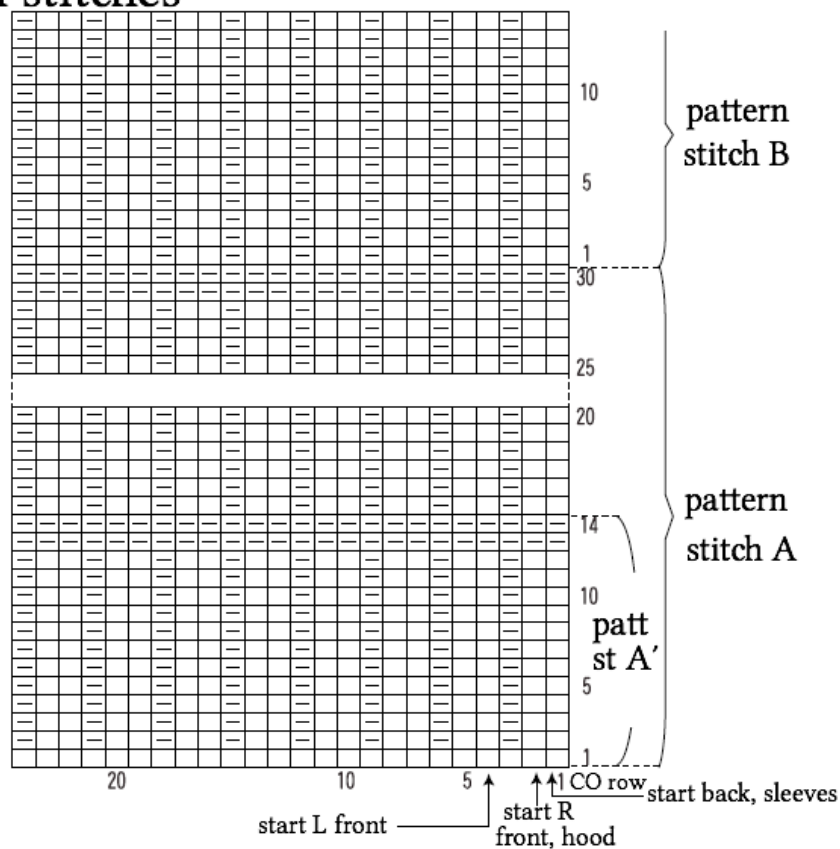 stitches
10
pattern
stitch B
5
1
30
25
20
pattern
14
stitch A
10
patt
st A′
5
1
20
10
5
1
CO row
start back, sleeves
start L front
start R
front, hood